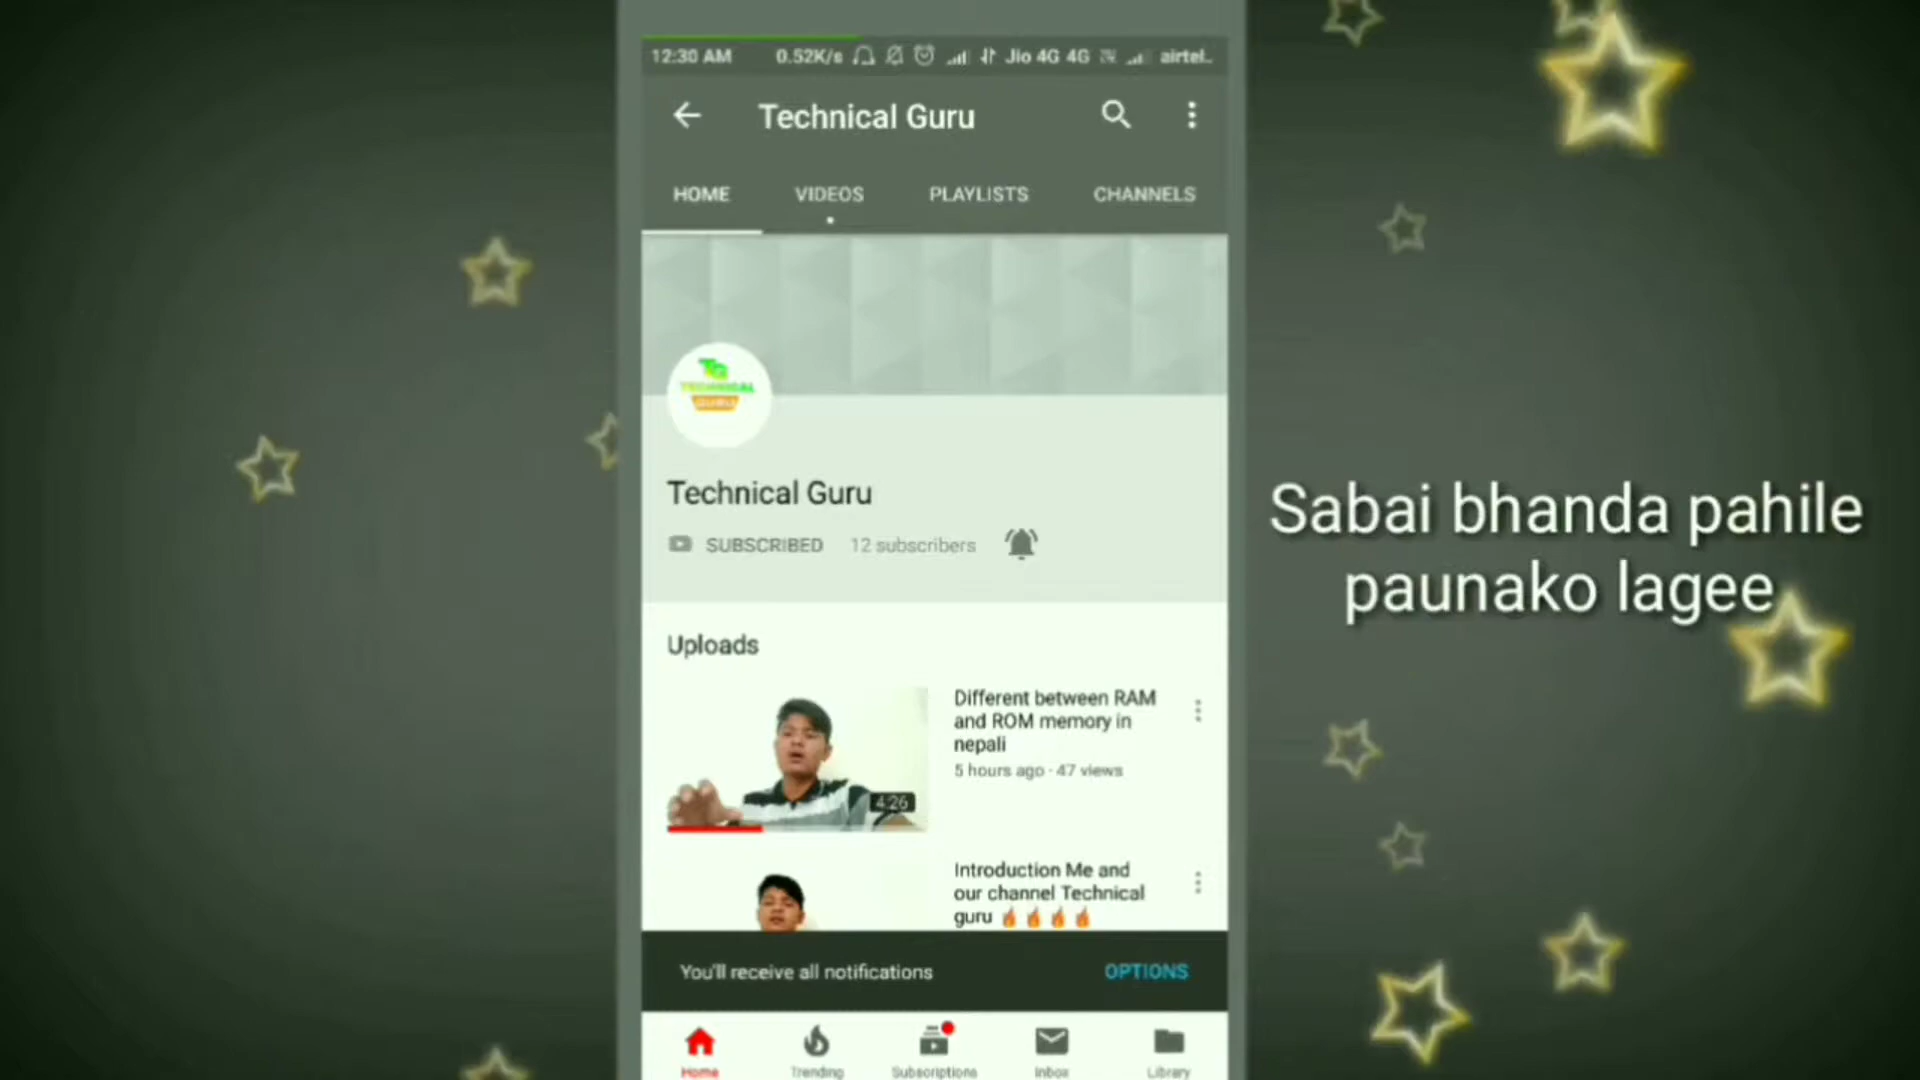 12:30 AM 0.52K/s Jio 4G 4G airtel..
Technical Guru
HOME VIDEOS PLAYLISTS CHANNELS
TG
TECHNICAL
GURU
Technical Guru
SUBSCRIBED 12 subscribers
Sabai bhanda pahile
paunako lagee
Uploads
Different between RAM
and ROM memory in
nepali
5 hours ago · 47 views
4:26
Introduction Me and
our channel Technical
guru 🔥🔥🔥🔥
You'll receive all notifications OPTIONS
Home Trending Subscriptions Inbox Library